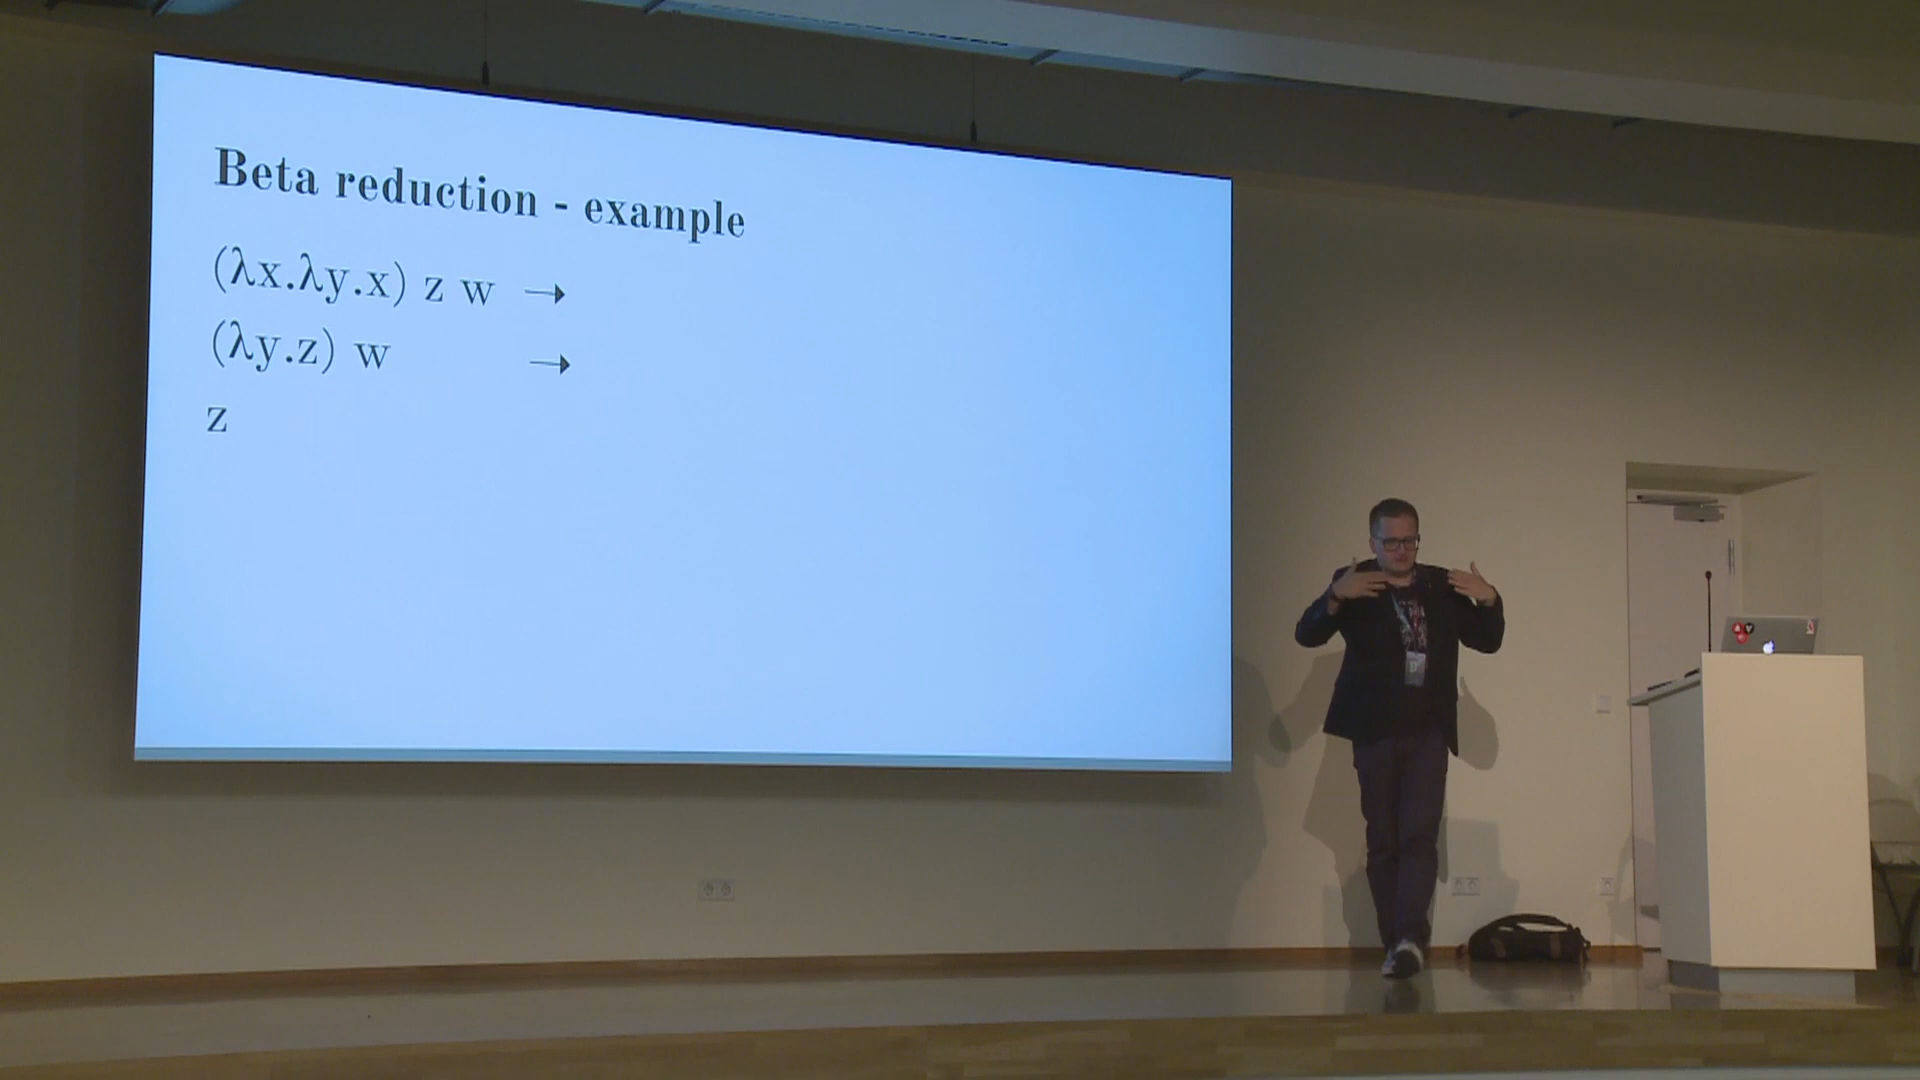 Beta reduction - example
(λx.λy.x) z w →
(λy.z) w →
z